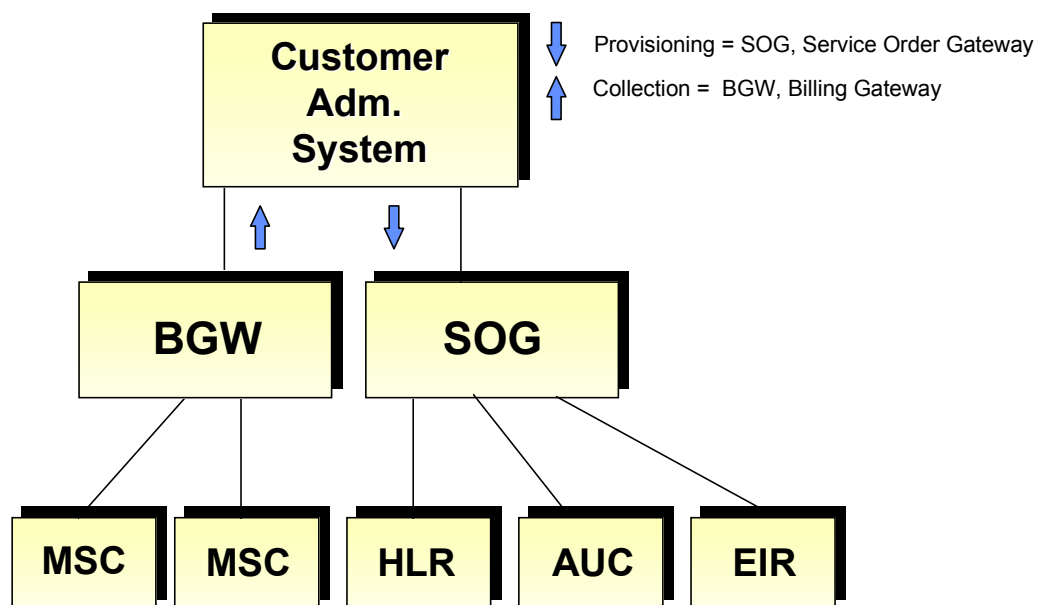 Customer
Adm.
System
Provisioning = SOG, Service Order Gateway
Collection = BGW, Billing Gateway
BGW
SOG
MSC
MSC
HLR
AUC
EIR